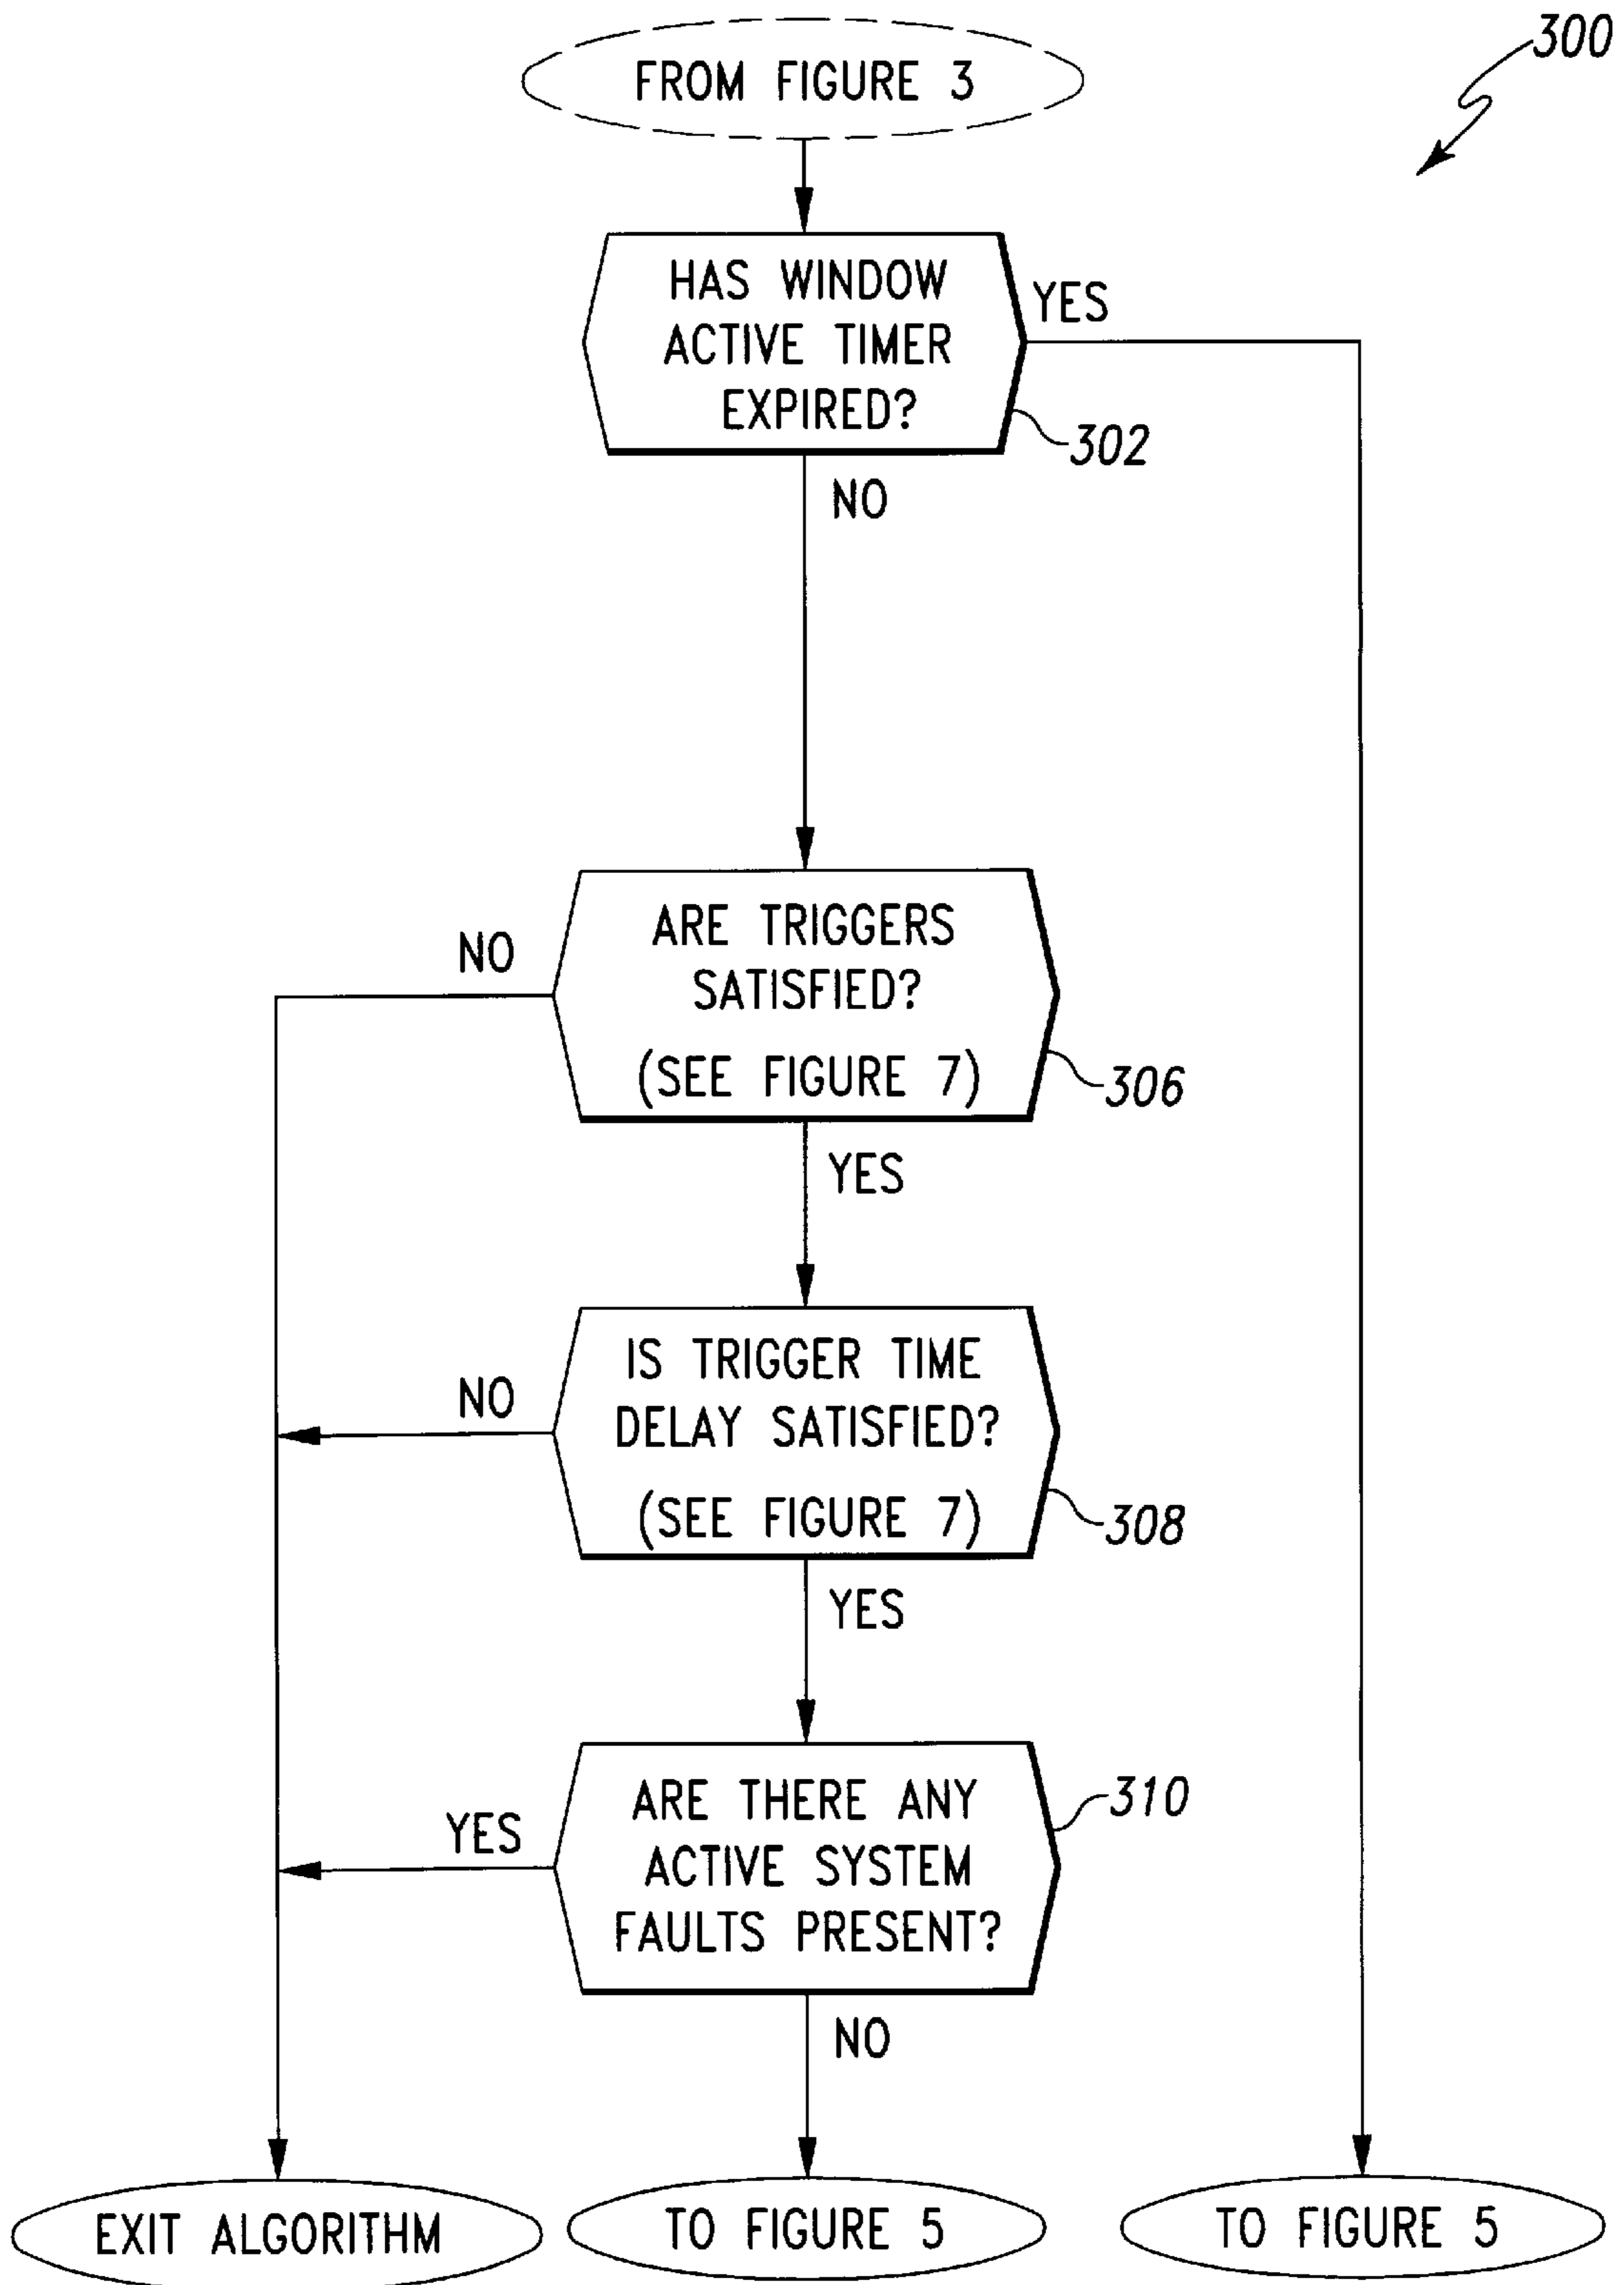 300
FROM FIGURE 3
HAS WINDOW
ACTIVE TIMER
EXPIRED?
YES
302
NO
ARE TRIGGERS
SATISFIED?
(SEE FIGURE 7)
NO
306
YES
IS TRIGGER TIME
DELAY SATISFIED?
(SEE FIGURE 7)
NO
308
YES
ARE THERE ANY
ACTIVE SYSTEM
FAULTS PRESENT?
310
YES
NO
EXIT ALGORITHM
TO FIGURE 5
TO FIGURE 5